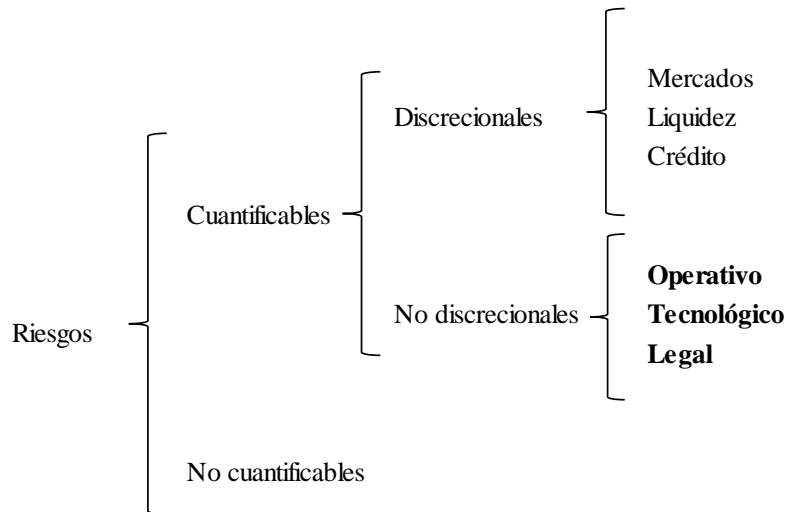 Riesgos
Cuantificables
Discrecionales
Mercados
Liquidez
Crédito
No discrecionales
Operativo
Tecnológico
Legal
No cuantificables